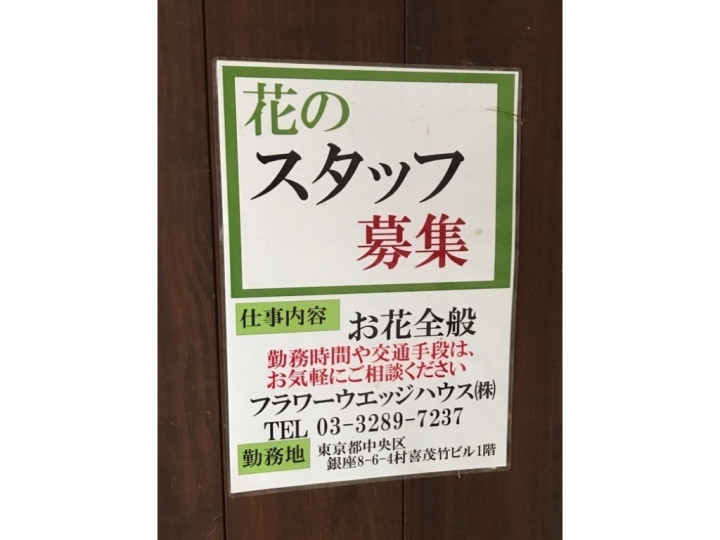 花の
スタッフ
募集
仕事内容 お花全般
勤務時間や交通手段は、
お気軽にご相談ください
フラワーウエッジハウス㈱
TEL 03-3289-7237
勤務地 東京都中央区
銀座8-6-4村喜茂竹ビル1階